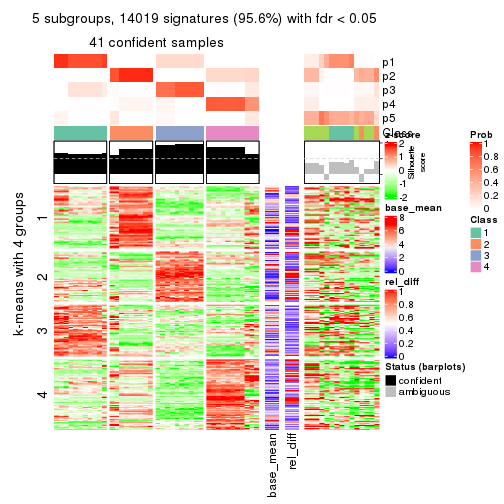 5 subgroups, 14019 signatures (95.6%) with fdr < 0.05
41 confident samples
p1
p2
p3
p4
p5
Class
z-score
2
1
0
-1
-2
Silhouette
score
base_mean
8
6
4
2
0
rel_diff
1
0.8
0.6
0.4
0.2
0
Status (barplots)
confident
ambiguous
Prob
1
0.8
0.6
0.4
0.2
0
Class
1
2
3
4
k-means with 4 groups
1
2
3
4
base_mean
rel_diff